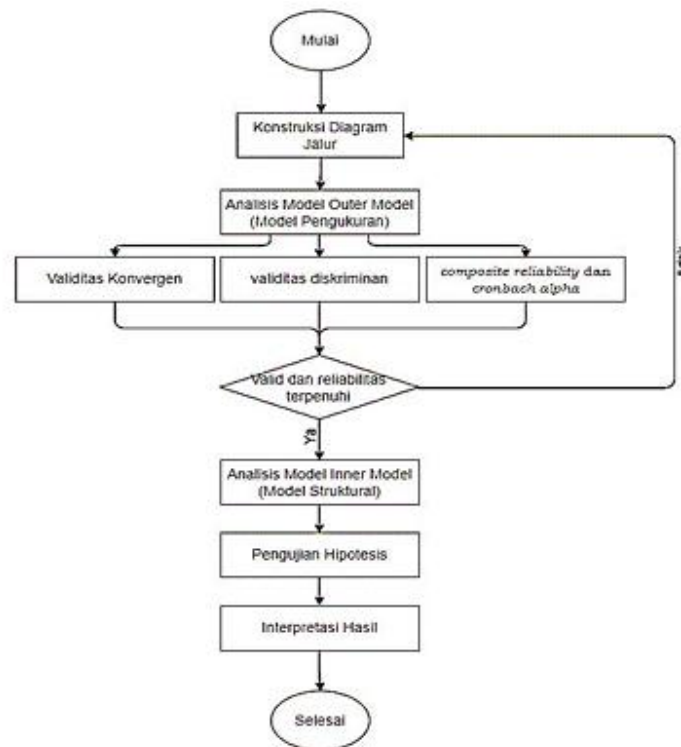 Mulai
Konstruksi Diagram
Jalur
Analisis Model Outer Model
(Model Pengukuran)
Validitas Konvergen
validitas diskriminan
composite reliability dan
cronbach alpha
Valid dan reliabilitas
terpenuhi
Ya
Analisis Model Inner Model
(Model Struktural)
Pengujian Hipotesis
Interpretasi Hasil
Selesai